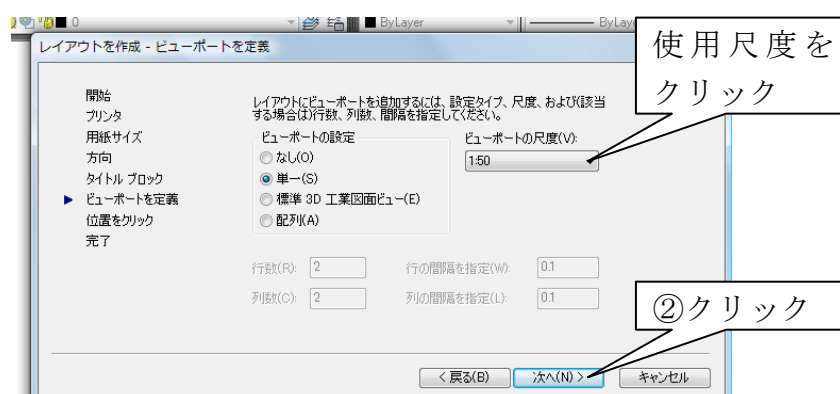 0 ByLayer ByLaye
レイアウトを作成 - ビューポートを定義
使用尺度を
クリック
開始
プリンタ
用紙サイズ
方向
タイトル ブロック
ビューポートを定義
位置をクリック
完了
レイアウトにビューポートを追加するには、設定タイプ、尺度、および(該当
する場合は)行数、列数、間隔を指定してください。
ビューポートの設定
なし(O)
単一(S)
標準 3D 工業図面ビュー(E)
配列(A)
ビューポートの尺度(V):
1:50
行数(R): 2 行の間隔を指定(W): 0.1
列数(C): 2 列の間隔を指定(L): 0.1
②クリック
< 戻る(B) 次へ(N) > キャンセル